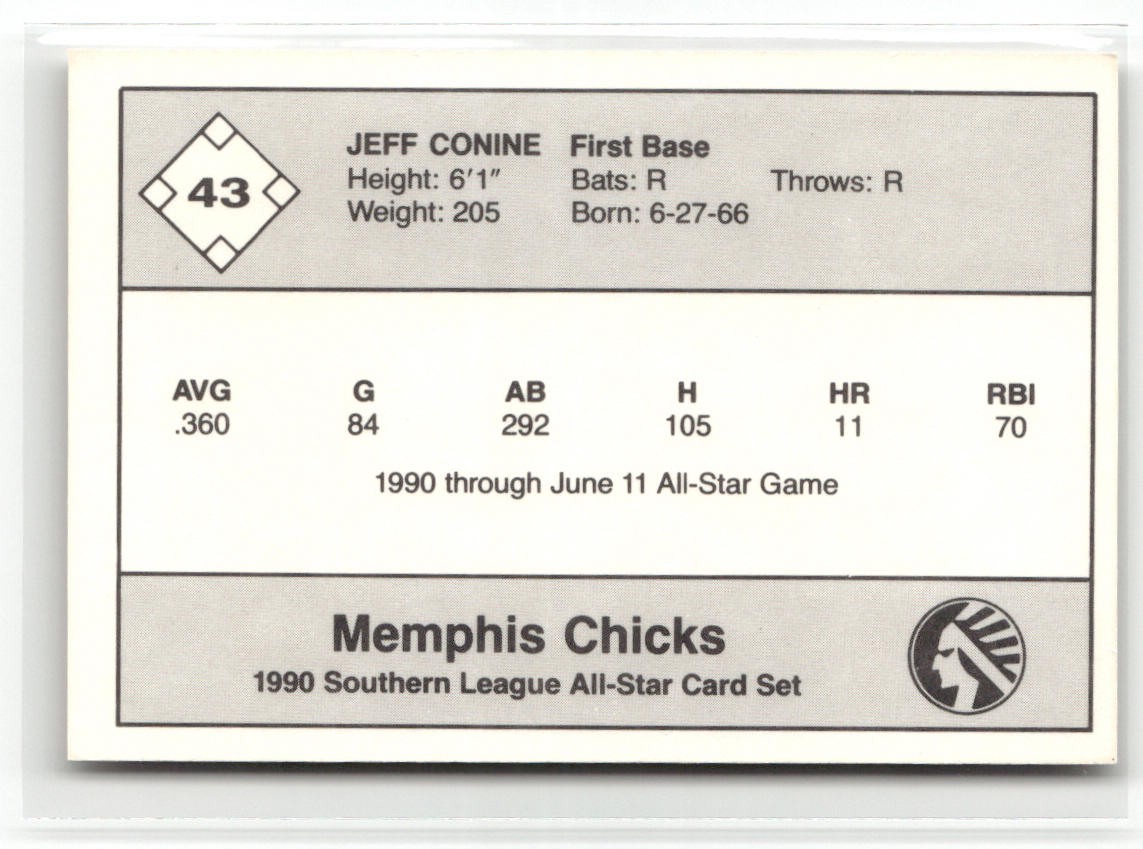 43
JEFF CONINE First Base
Height: 6'1" Bats: R Throws: R
Weight: 205 Born: 6-27-66
AVG G AB H HR RBI
.360 84 292 105 11 70
1990 through June 11 All-Star Game
Memphis Chicks
1990 Southern League All-Star Card Set